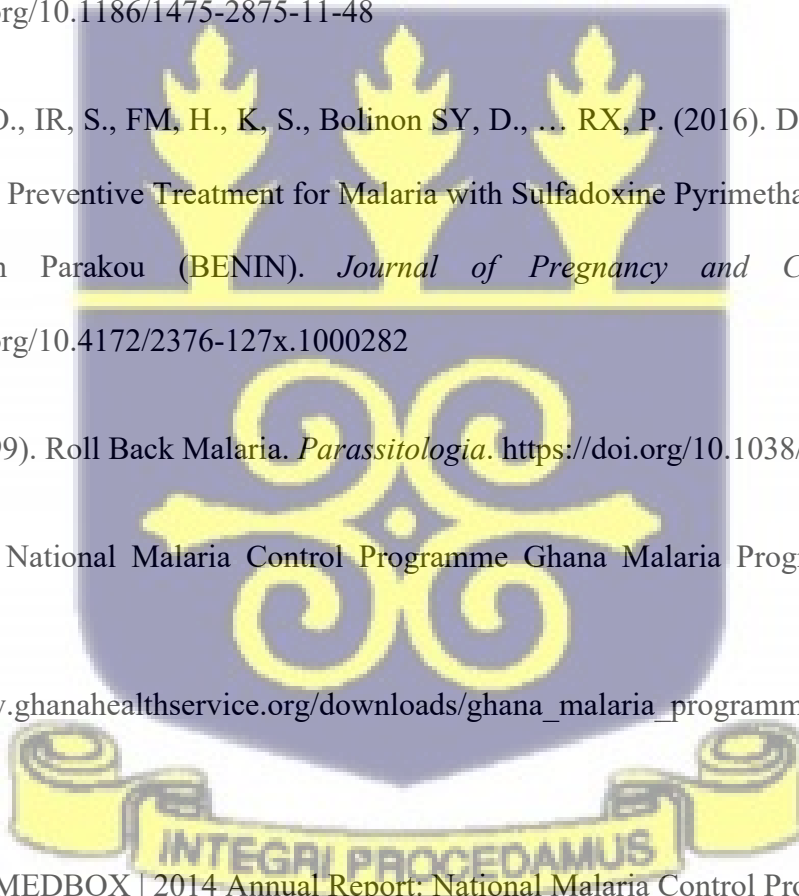 org/10.1186/1475-2875-11-48
D., IR, S., FM, H., K, S., Bolinon SY, D., … RX, P. (2016). D
Preventive Treatment for Malaria with Sulfadoxine Pyrimetha
Parakou (BENIN). Journal of Pregnancy and C
org/10.4172/2376-127x.1000282
99). Roll Back Malaria. Parassitologia. https://doi.org/10.1038/
National Malaria Control Programme Ghana Malaria Progr
.ghanahealthservice.org/downloads/ghana_malaria_programm
INTEGRI PROCEDAMUS
MEDBOX | 2014 Annual Report: National Malaria Control Pro